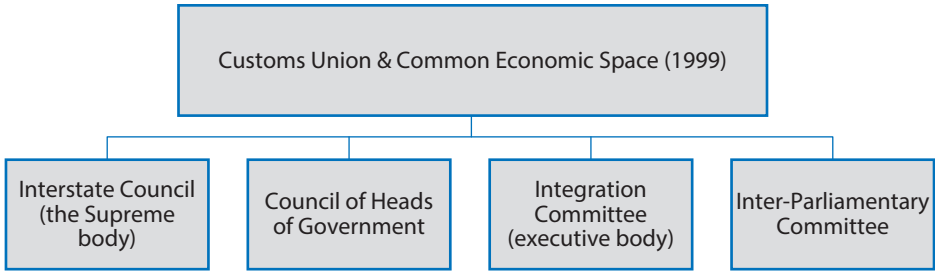 Customs Union & Common Economic Space (1999)
Interstate Council
(the Supreme
body)
Council of Heads
of Government
Integration
Committee
(executive body)
Inter-Parliamentary
Committee